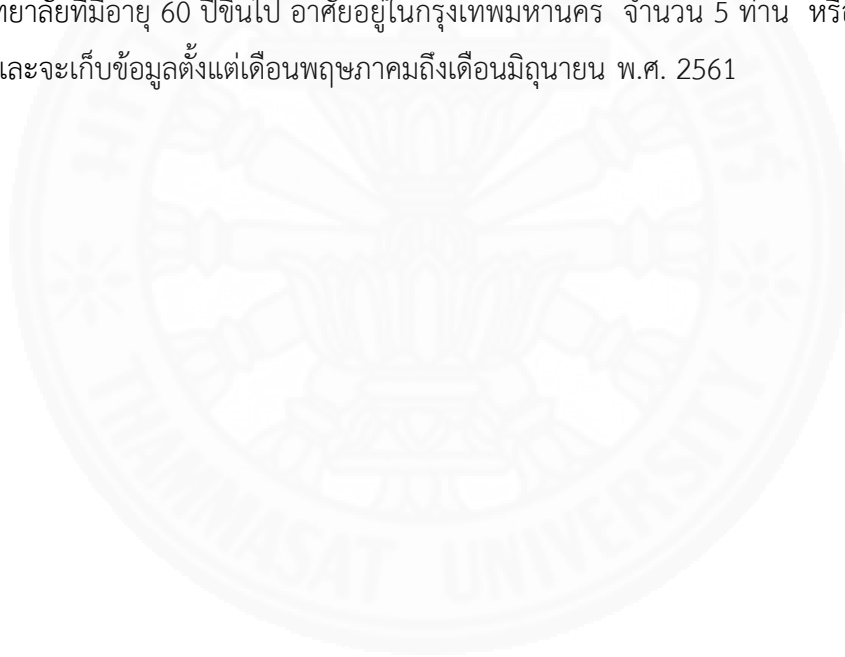 ทยาลัยที่มีอายุ 60 ปีขึ้นไป อาศัยอยู่ในกรุงเทพมหานคร จำนวน 5 ท่าน หรือ
และจะเก็บข้อมูลตั้งแต่เดือนพฤษภาคมถึงเดือนมิถุนายน พ.ศ. 2561
THAMMASAT UNIVERSITY